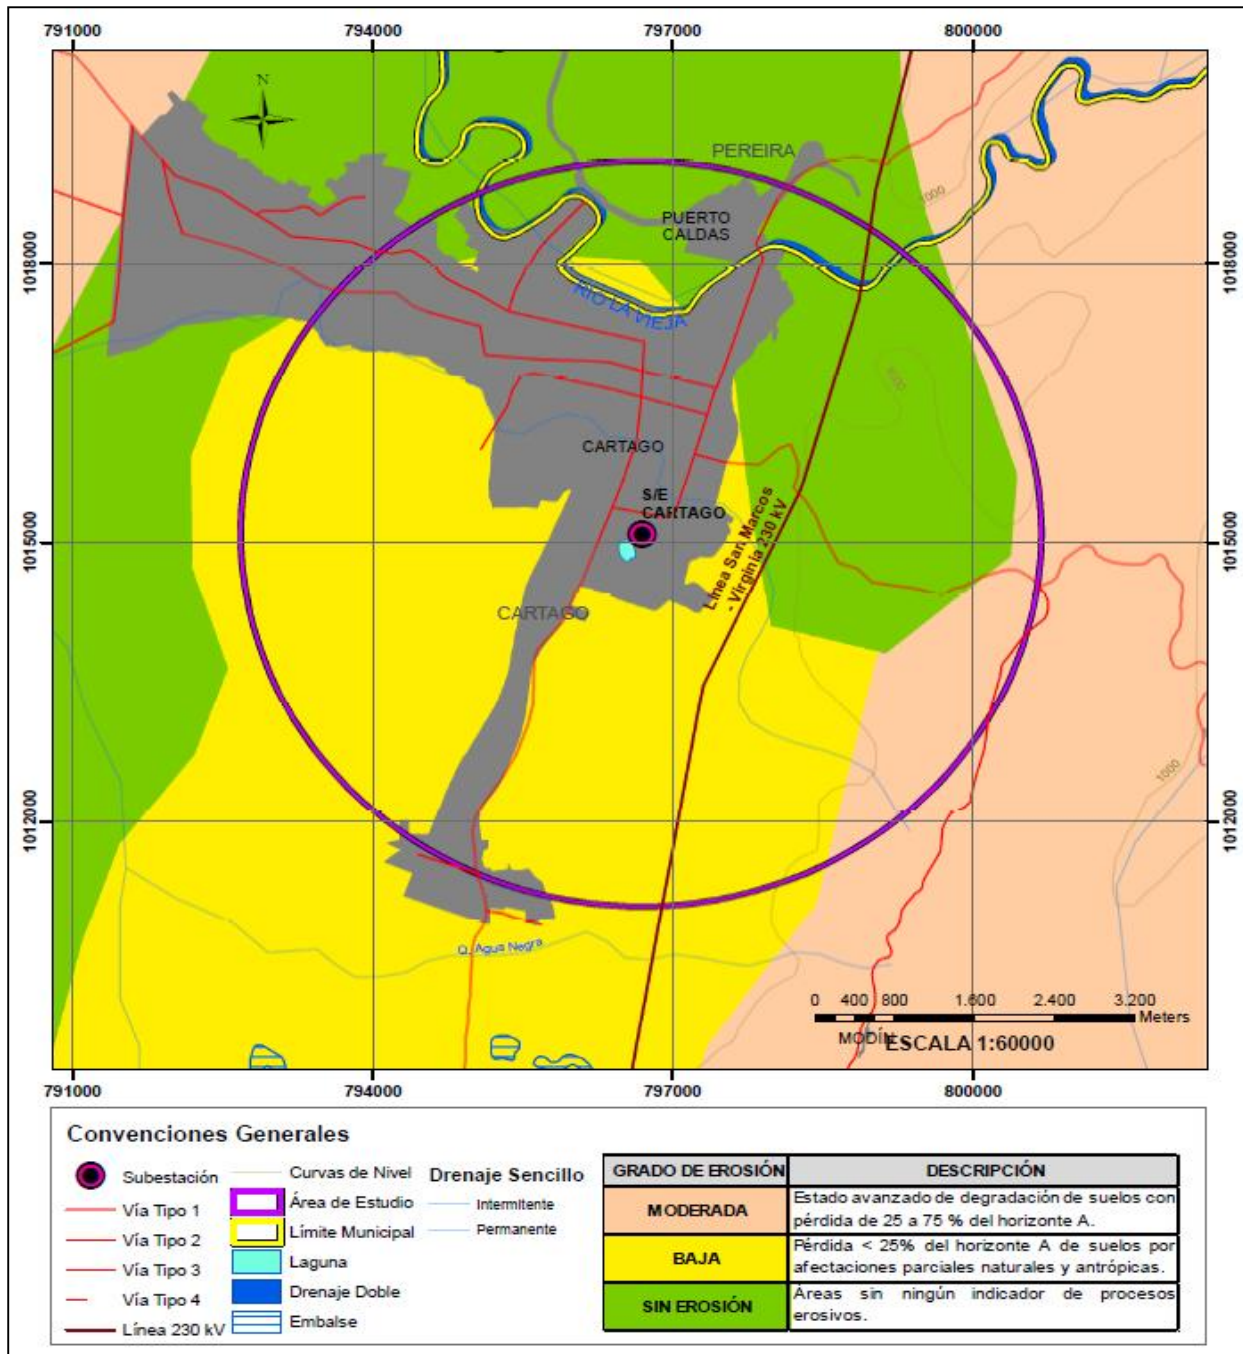 791000 794000 797000 800000
N
PEREIRA
1000
PUERTO
CALDAS
1018000 1018000
RIO LA VIEJA
1000
CARTAGO
S/E
CARTAGO
Línea San Marcos
- Virginia 230 kV
1015000 1015000
CARTAGO
1000
1012000 1012000
Q. Agua Negra
0 400 800 1.600 2.400 3.200
Meters
MODÍN
ESCALA 1:60000
791000 794000 797000 800000
Convenciones Generales
Subestación
Vía Tipo 1
Vía Tipo 2
Vía Tipo 3
Vía Tipo 4
Línea 230 kV
Curvas de Nivel
Área de Estudio
Límite Municipal
Laguna
Drenaje Doble
Embalse
Drenaje Sencillo
Intermitente
Permanente
GRADO DE EROSIÓN DESCRIPCIÓN
MODERADA
Estado avanzado de degradación de suelos con
pérdida de 25 a 75 % del horizonte A.
BAJA
Pérdida < 25% del horizonte A de suelos por
afectaciones parciales naturales y antrópicas.
SIN EROSIÓN
Áreas sin ningún indicador de procesos
erosivos.